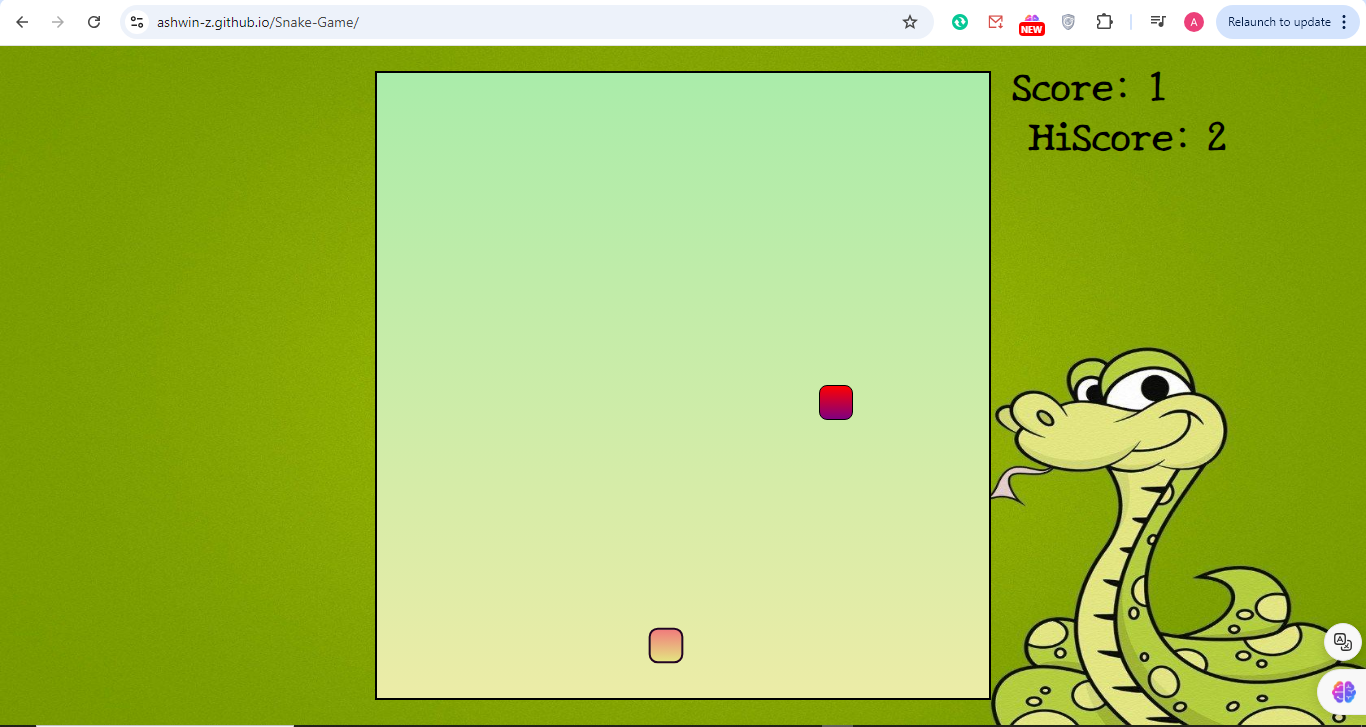 ashwin-z.github.io/Snake-Game/
NEW
A
Relaunch to update
Score: 1
HiScore: 2